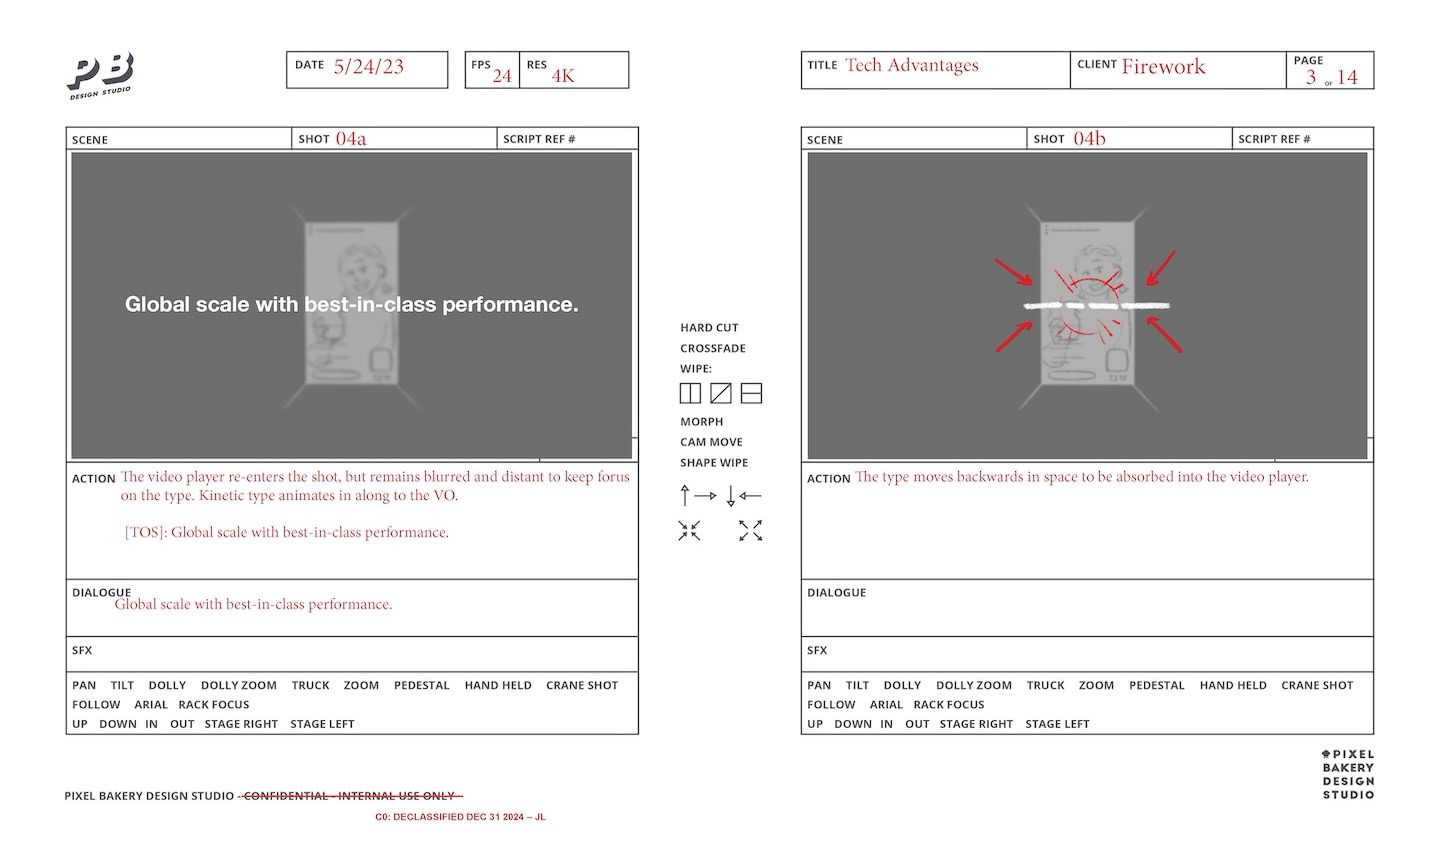 PB
DESIGN STUDIO
DATE 5/24/23
FPS 24
RES 4K
TITLE Tech Advantages
CLIENT Firework
PAGE 3 OF 14
SCENE
SHOT 04a
SCRIPT REF #
Global scale with best-in-class performance.
ACTION The video player re-enters the shot, but remains blurred and distant to keep forus
on the type. Kinetic type animates in along to the VO.
[TOS]: Global scale with best-in-class performance.
DIALOGUE
Global scale with best-in-class performance.
SFX
PAN TILT DOLLY DOLLY ZOOM TRUCK ZOOM PEDESTAL HAND HELD CRANE SHOT
FOLLOW ARIAL RACK FOCUS
UP DOWN IN OUT STAGE RIGHT STAGE LEFT
HARD CUT
CROSSFADE
WIPE:
MORPH
CAM MOVE
SHAPE WIPE
SCENE
SHOT 04b
SCRIPT REF #
ACTION The type moves backwards in space to be absorbed into the video player.
DIALOGUE
SFX
PAN TILT DOLLY DOLLY ZOOM TRUCK ZOOM PEDESTAL HAND HELD CRANE SHOT
FOLLOW ARIAL RACK FOCUS
UP DOWN IN OUT STAGE RIGHT STAGE LEFT
PIXEL
BAKERY
DESIGN
STUDIO
PIXEL BAKERY DESIGN STUDIO - CONFIDENTIAL - INTERNAL USE ONLY
C0: DECLASSIFIED DEC 31 2024 – JL